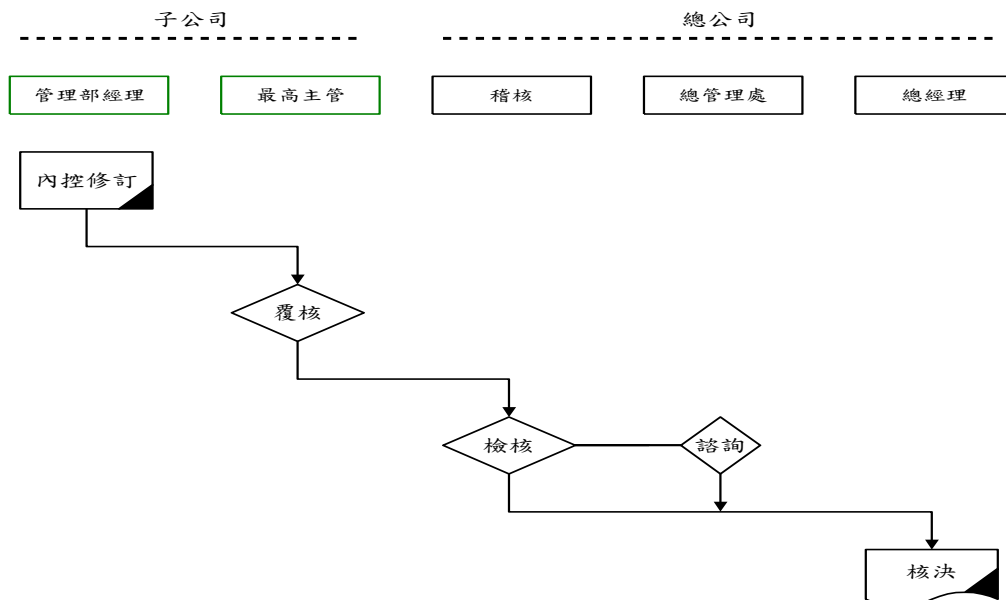 子公司
總公司
管理部經理
最高主管
稽核
總管理處
總經理
內控修訂
覆核
檢核
諮詢
核決